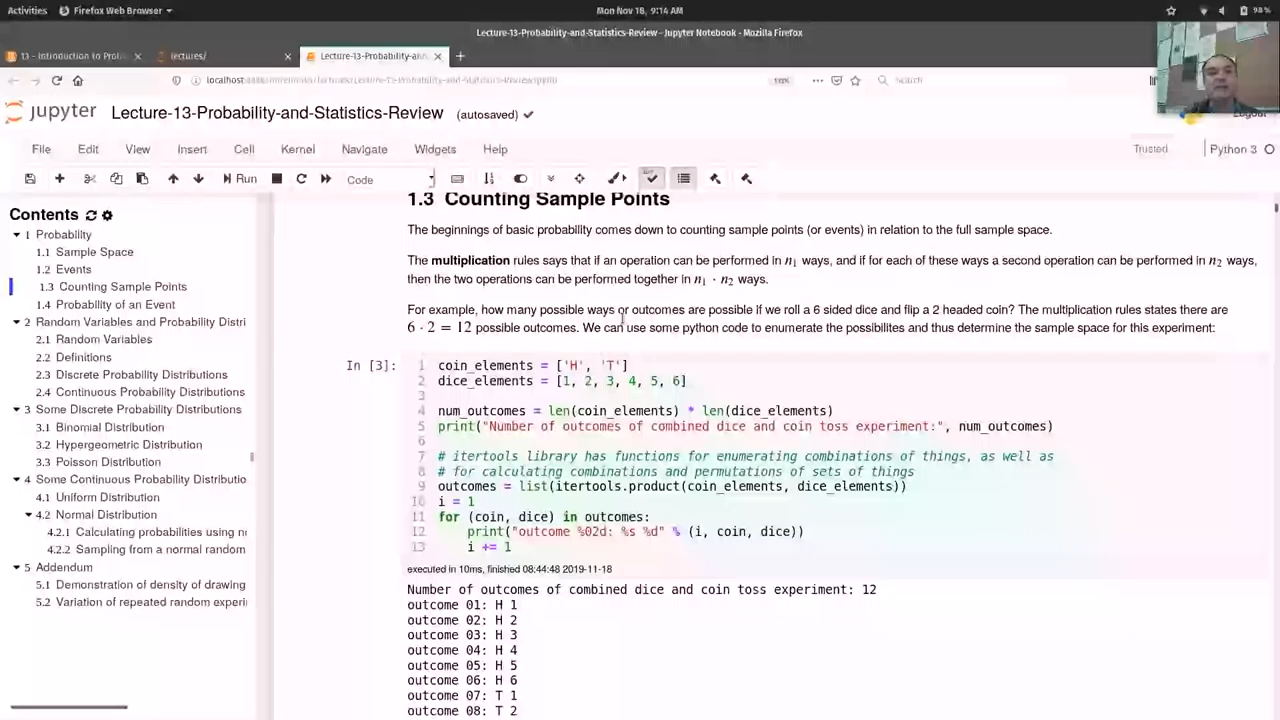 Activities Firefox Web Browser Mon Nov 18, 9:14 AM 98%
Lecture-13-Probability-and-Statistics-Review - Jupyter Notebook - Mozilla Firefox
13 - Introduction to Prob lectures/ Lecture-13-Probability-an
Search
jupyter Lecture-13-Probability-and-Statistics-Review (autosaved) Logout
File Edit View Insert Cell Kernel Navigate Widgets Help Trusted Python 3
Run Code
Contents
1 Probability
1.1 Sample Space
1.2 Events
1.3 Counting Sample Points
1.4 Probability of an Event
2 Random Variables and Probability Distri
2.1 Random Variables
2.2 Definitions
2.3 Discrete Probability Distributions
2.4 Continuous Probability Distributions
3 Some Discrete Probability Distributions
3.1 Binomial Distribution
3.2 Hypergeometric Distribution
3.3 Poisson Distribution
4 Some Continuous Probability Distributio
4.1 Uniform Distribution
4.2 Normal Distribution
4.2.1 Calculating probabilities using no
4.2.2 Sampling from a normal random
5 Addendum
5.1 Demonstration of density of drawing
5.2 Variation of repeated random experi
1.3 Counting Sample Points
The beginnings of basic probability comes down to counting sample points (or events) in relation to the full sample space.
The multiplication rules says that if an operation can be performed in n₁ ways, and if for each of these ways a second operation can be performed in n₂ ways,
then the two operations can be performed together in n₁ · n₂ ways.
For example, how many possible ways or outcomes are possible if we roll a 6 sided dice and flip a 2 headed coin? The multiplication rules states there are
6 · 2 = 12 possible outcomes. We can use some python code to enumerate the possibilites and thus determine the sample space for this experiment:
In [3]:
1 coin_elements = ['H', 'T']
2 dice_elements = [1, 2, 3, 4, 5, 6]
3
4 num_outcomes = len(coin_elements) * len(dice_elements)
5 print("Number of outcomes of combined dice and coin toss experiment:", num_outcomes)
6
7 # itertools library has functions for enumerating combinations of things, as well as
8 # for calculating combinations and permutations of sets of things
9 outcomes = list(itertools.product(coin_elements, dice_elements))
10 i = 1
11 for (coin, dice) in outcomes:
12 print("outcome %02d: %s %d" % (i, coin, dice))
13 i += 1
executed in 10ms, finished 08:44:48 2019-11-18
Number of outcomes of combined dice and coin toss experiment: 12
outcome 01: H 1
outcome 02: H 2
outcome 03: H 3
outcome 04: H 4
outcome 05: H 5
outcome 06: H 6
outcome 07: T 1
outcome 08: T 2